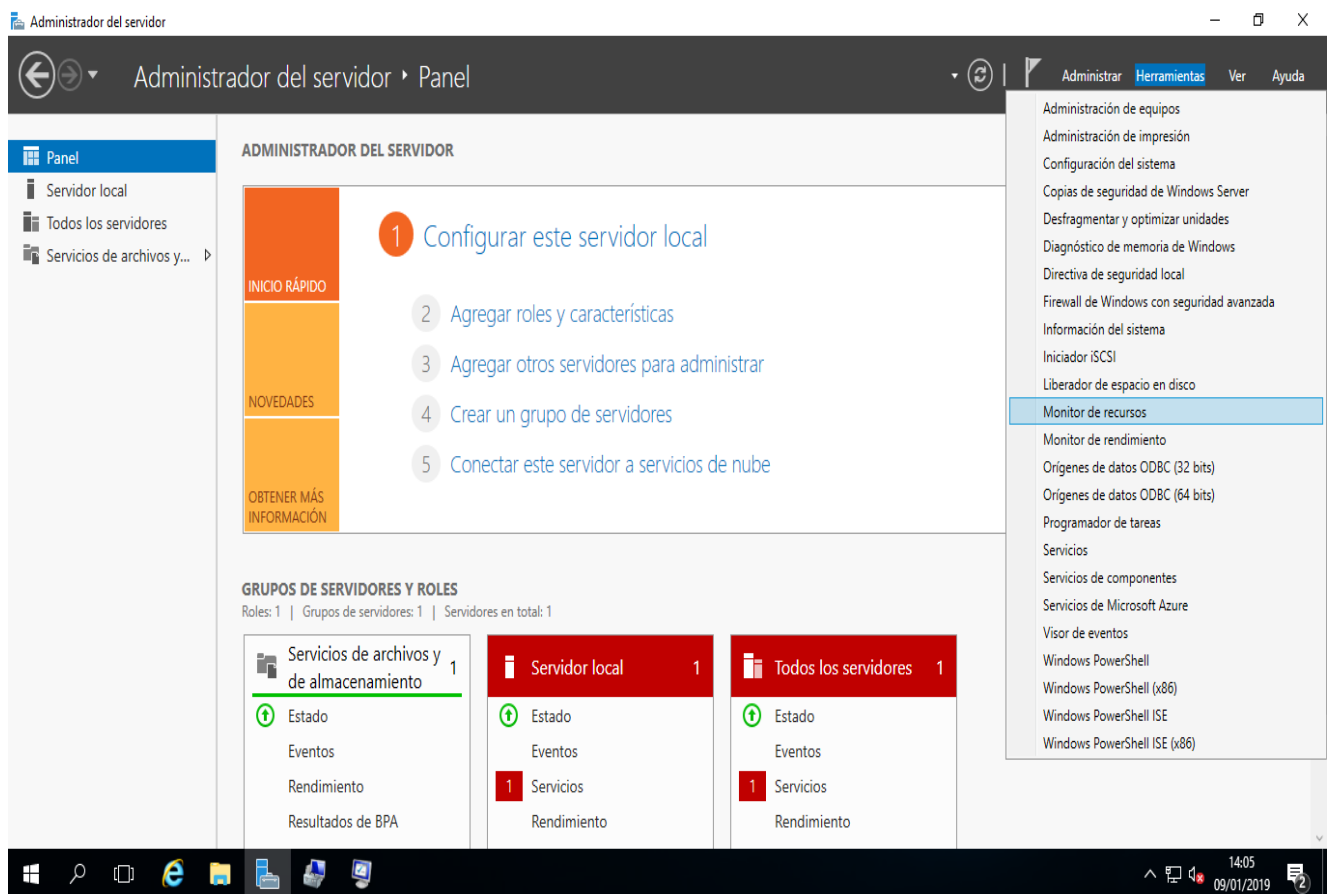 Administrador del servidor
Administrador del servidor ‣ Panel
Administrar Herramientas Ver Ayuda
Panel
Servidor local
Todos los servidores
Servicios de archivos y...
ADMINISTRADOR DEL SERVIDOR
INICIO RÁPIDO
NOVEDADES
OBTENER MÁS
INFORMACIÓN
1 Configurar este servidor local
2 Agregar roles y características
3 Agregar otros servidores para administrar
4 Crear un grupo de servidores
5 Conectar este servidor a servicios de nube
Administración de equipos
Administración de impresión
Configuración del sistema
Copias de seguridad de Windows Server
Desfragmentar y optimizar unidades
Diagnóstico de memoria de Windows
Directiva de seguridad local
Firewall de Windows con seguridad avanzada
Información del sistema
Iniciador iSCSI
Liberador de espacio en disco
Monitor de recursos
Monitor de rendimiento
Orígenes de datos ODBC (32 bits)
Orígenes de datos ODBC (64 bits)
Programador de tareas
Servicios
Servicios de componentes
Servicios de Microsoft Azure
Visor de eventos
Windows PowerShell
Windows PowerShell (x86)
Windows PowerShell ISE
Windows PowerShell ISE (x86)
GRUPOS DE SERVIDORES Y ROLES
Roles: 1 | Grupos de servidores: 1 | Servidores en total: 1
Servicios de archivos y
de almacenamiento 1
Estado
Eventos
Rendimiento
Resultados de BPA
Servidor local 1
Estado
Eventos
1 Servicios
Rendimiento
Todos los servidores 1
Estado
Eventos
1 Servicios
Rendimiento
14:05
09/01/2019
2